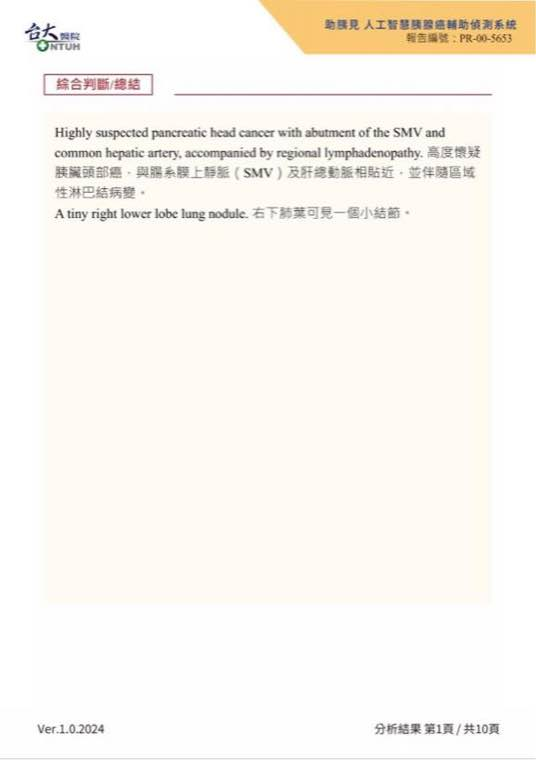 台大醫院
NTUH
助胰見 人工智慧胰腺癌輔助偵測系統
報告編號：PR-00-5653
綜合判斷/總結
Highly suspected pancreatic head cancer with abutment of the SMV and
common hepatic artery, accompanied by regional lymphadenopathy. 高度懷疑
胰臟頭部癌，與腸系膜上靜脈（SMV）及肝總動脈相貼近，並伴隨區域
性淋巴結病變。
A tiny right lower lobe lung nodule. 右下肺葉可見一個小結節。
Ver.1.0.2024
分析結果 第1頁 / 共10頁